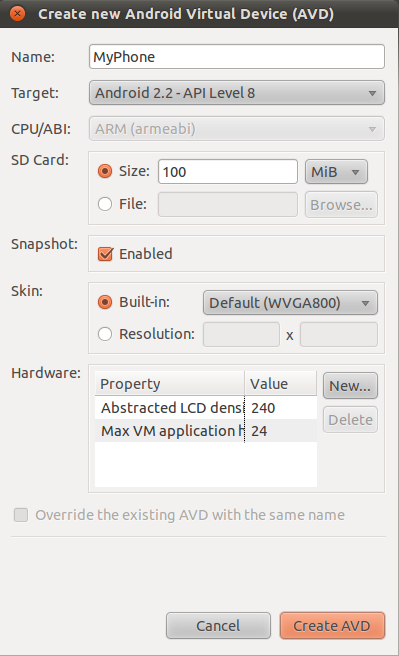 Create new Android Virtual Device (AVD)
Name: MyPhone
Target: Android 2.2 - API Level 8
CPU/ABI: ARM (armeabi)
SD Card:
Size: 100 MiB
File: Browse...
Snapshot: Enabled
Skin:
Built-in: Default (WVGA800)
Resolution: x
Hardware:
Property Value New...
Abstracted LCD densi 240
Delete
Max VM application h 24
Override the existing AVD with the same name
Cancel Create AVD